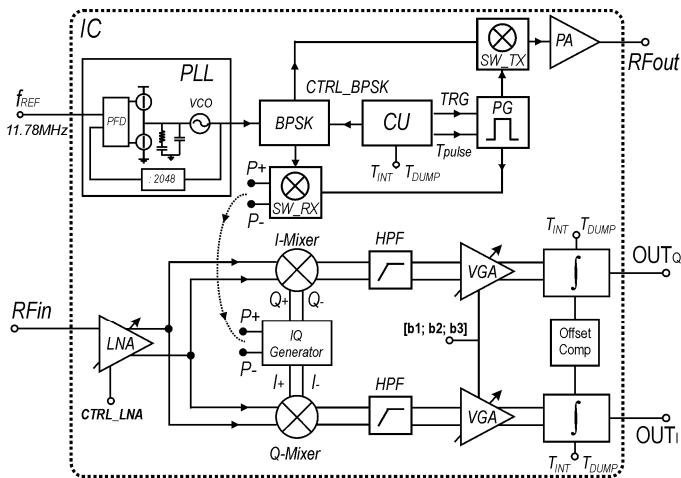 IC
PLL
fREF
11.78MHz
PFD
VCO
: 2048
BPSK
CTRL_BPSK
CU
TINT TDUMP
TRG
Tpulse
PG
SW_TX
PA
RFout
P+
P-
SW_RX
I-Mixer
Q+ Q-
HPF
VGA
TINT TDUMP
∫
OUTQ
RFin
LNA
CTRL_LNA
P+
P-
IQ
Generator
[b1; b2; b3]
Offset
Comp
I+ I-
Q-Mixer
HPF
VGA
∫
TINT TDUMP
OUTI